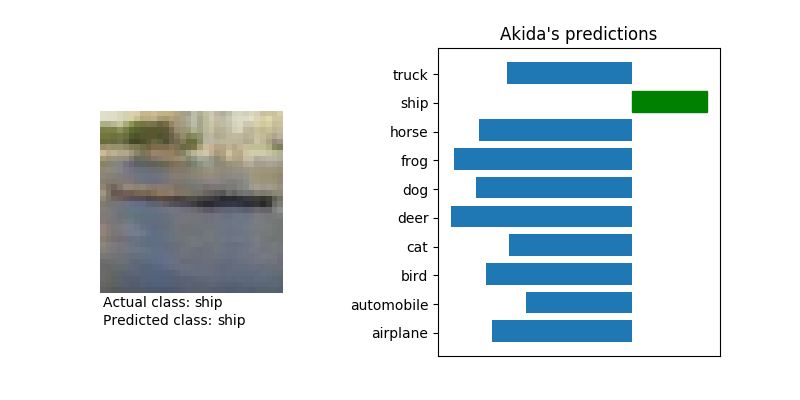 Akida's predictions
truck
ship
horse
frog
dog
deer
cat
bird
automobile
airplane
Actual class: ship
Predicted class: ship